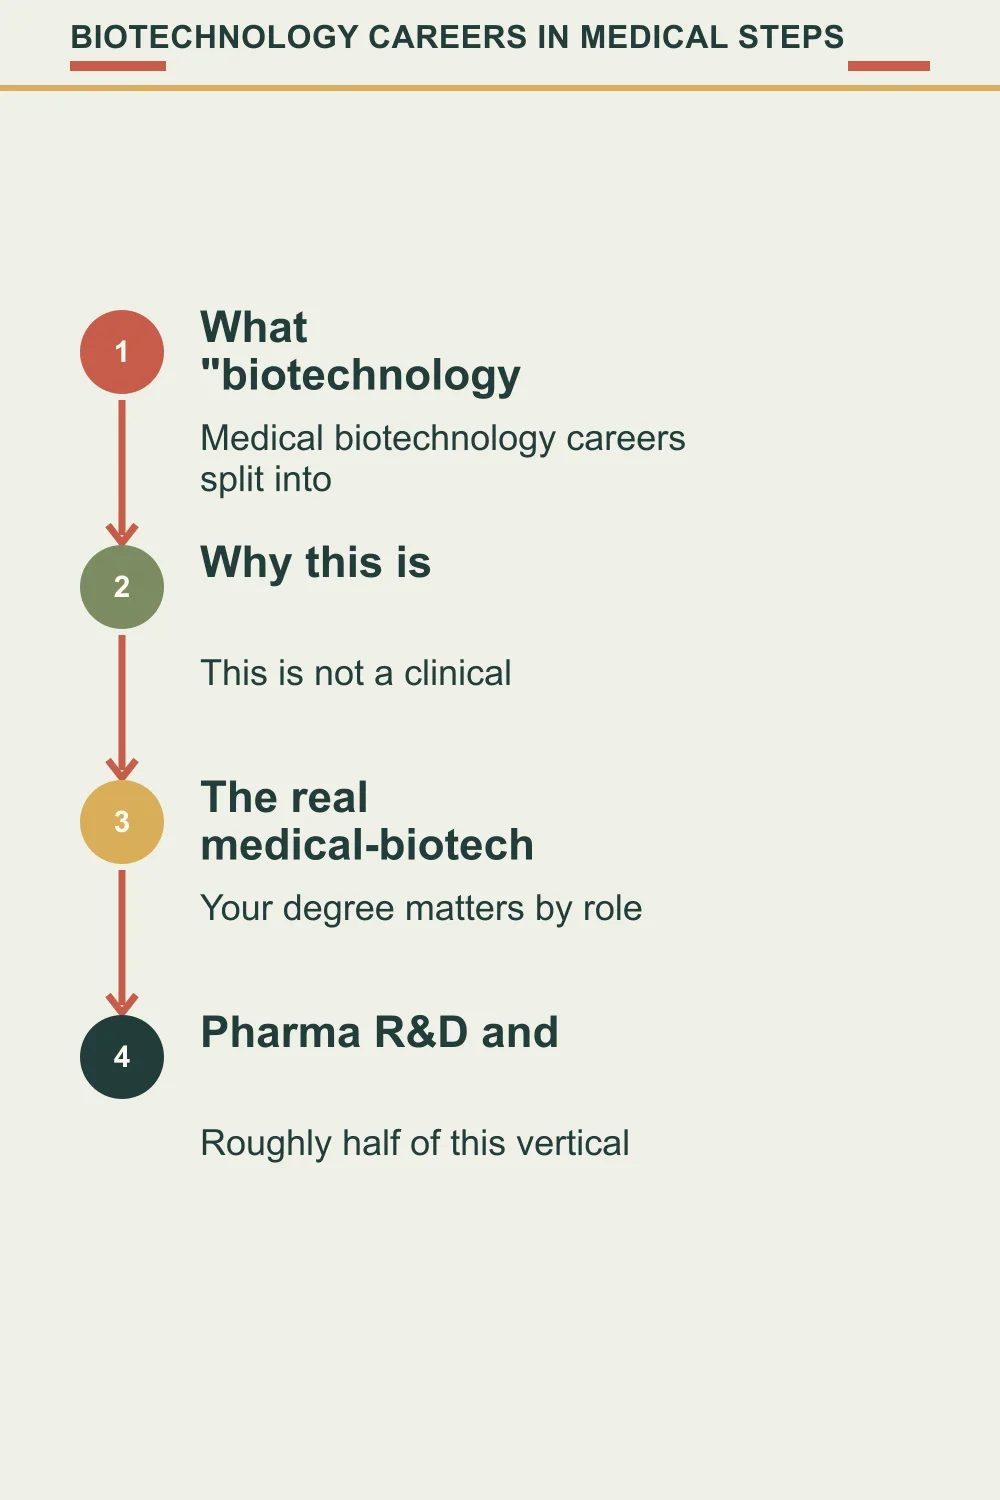 BIOTECHNOLOGY CAREERS IN MEDICAL STEPS
1
What
"biotechnology
Medical biotechnology careers
split into
2
Why this is
This is not a clinical
3
The real
medical-biotech
Your degree matters by role
4
Pharma R&D and
Roughly half of this vertical